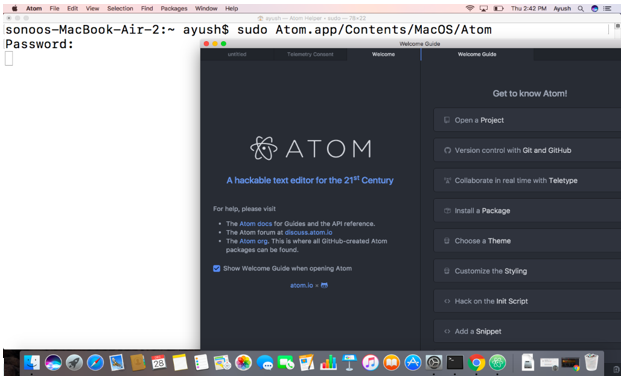 Atom File Edit View Selection Find Packages Window Help Thu 2:42 PM Ayush
ayush — Atom Helper ‹ sudo — 78×22
sonoos-MacBook-Air-2:~ ayush$ sudo Atom.app/Contents/MacOS/Atom
Password:
Welcome Guide
untitled Telemetry Consent Welcome Welcome Guide
ATOM
A hackable text editor for the 21st Century
For help, please visit
• The Atom docs for Guides and the API reference.
• The Atom forum at discuss.atom.io
• The Atom org. This is where all GitHub-created Atom
packages can be found.
Show Welcome Guide when opening Atom
atom.io ×
Get to know Atom!
Open a Project
Version control with Git and GitHub
Collaborate in real time with Teletype
Install a Package
Choose a Theme
Customize the Styling
Hack on the Init Script
Add a Snippet
28